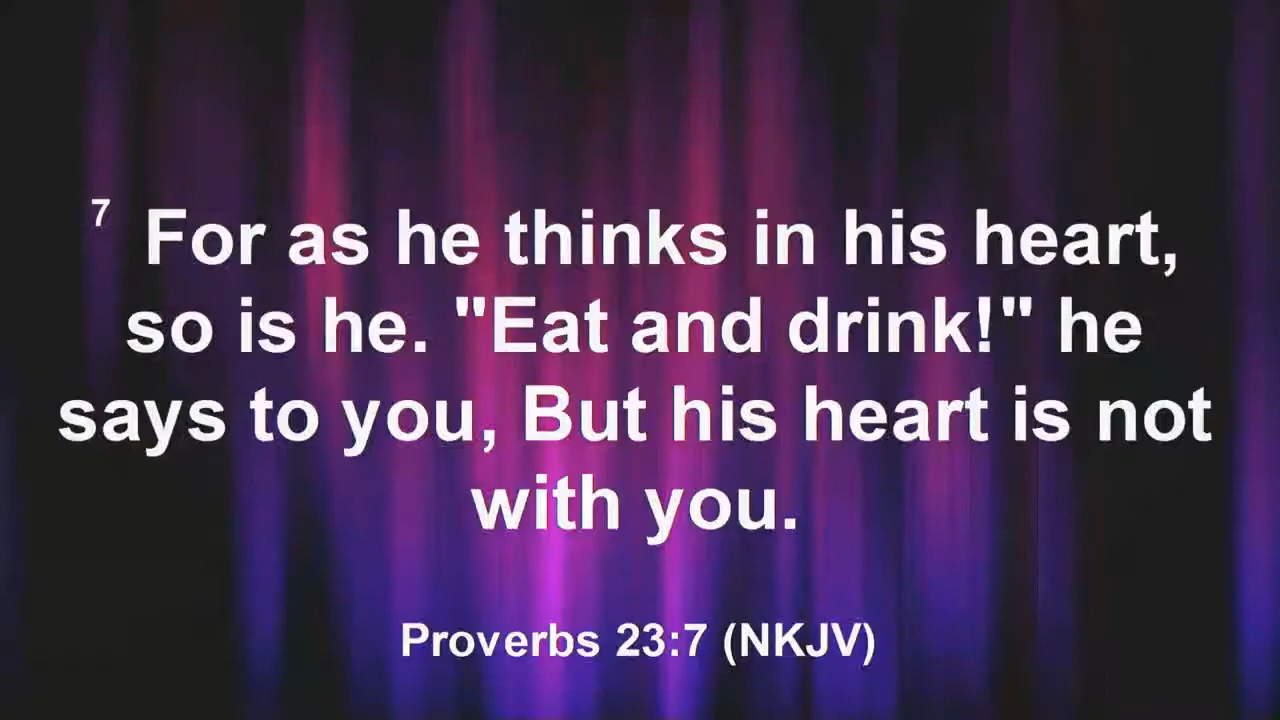 7 For as he thinks in his heart,
so is he. "Eat and drink!" he
says to you, But his heart is not
with you.
Proverbs 23:7 (NKJV)